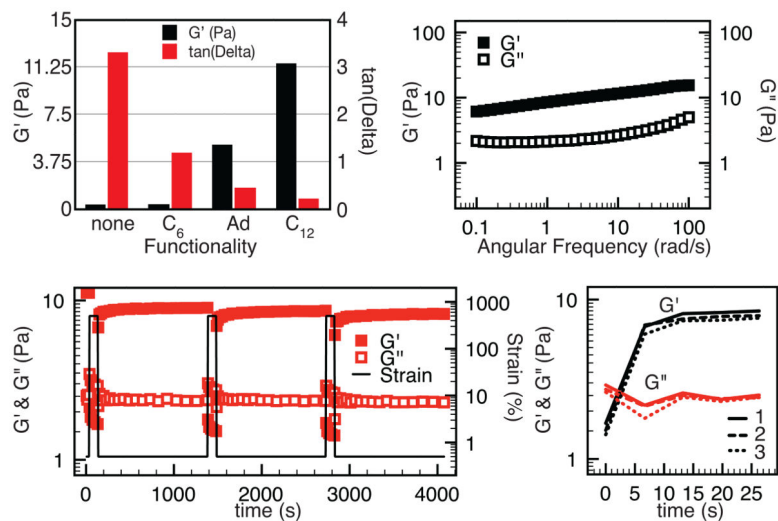 15
11.25
7.5
3.75
0
G' (Pa)
G' (Pa)
tan(Delta)
4
3
2
1
0
tan(Delta)
none C6 Ad C12
Functionality
100
10
1
G' (Pa)
G'
G"
100
10
1
G" (Pa)
0.1 1 10 100
Angular Frequency (rad/s)
10
1
G' & G" (Pa)
G'
G"
Strain
1000
100
10
1
Strain (%)
0 1000 2000 3000 4000
time (s)
10
1
G' & G" (Pa)
G'
G"
1
2
3
0 5 10 15 20 25
time (s)